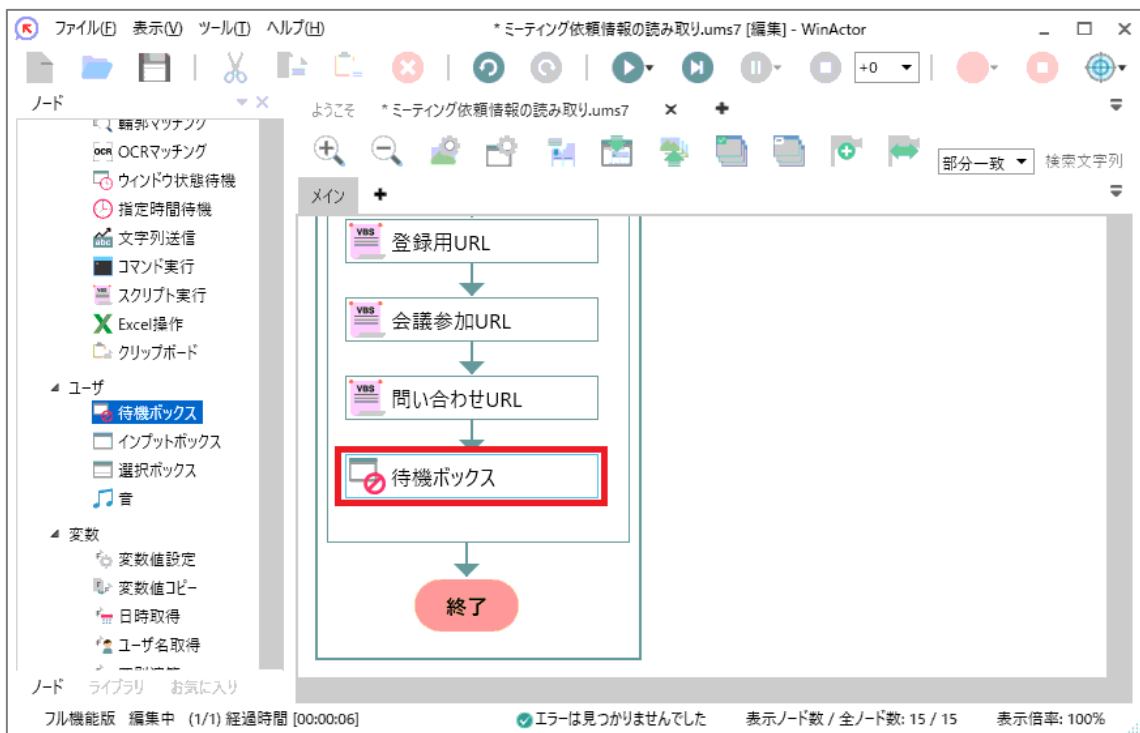 ファイル(F) 表示(V) ツール(T) ヘルプ(H)
* ミーティング依頼情報の読み取り.ums7 [編集] - WinActor
+0
ノード
ようこそ * ミーティング依頼情報の読み取り.ums7
部分一致 検索文字列
メイン
輪郭マッチング
OCR OCRマッチング
ウィンドウ状態待機
指定時間待機
abc 文字列送信
コマンド実行
スクリプト実行
Excel操作
クリップボード
ユーザ
待機ボックス
インプットボックス
選択ボックス
音
変数
変数値設定
変数値コピー
日時取得
ユーザ名取得
VBS 登録用URL
VBS 会議参加URL
VBS 問い合わせURL
待機ボックス
終了
ノード ライブラリ お気に入り
フル機能版 編集中 (1/1) 経過時間 [00:00:06] エラーは見つかりませんでした 表示ノード数 / 全ノード数: 15 / 15 表示倍率: 100%